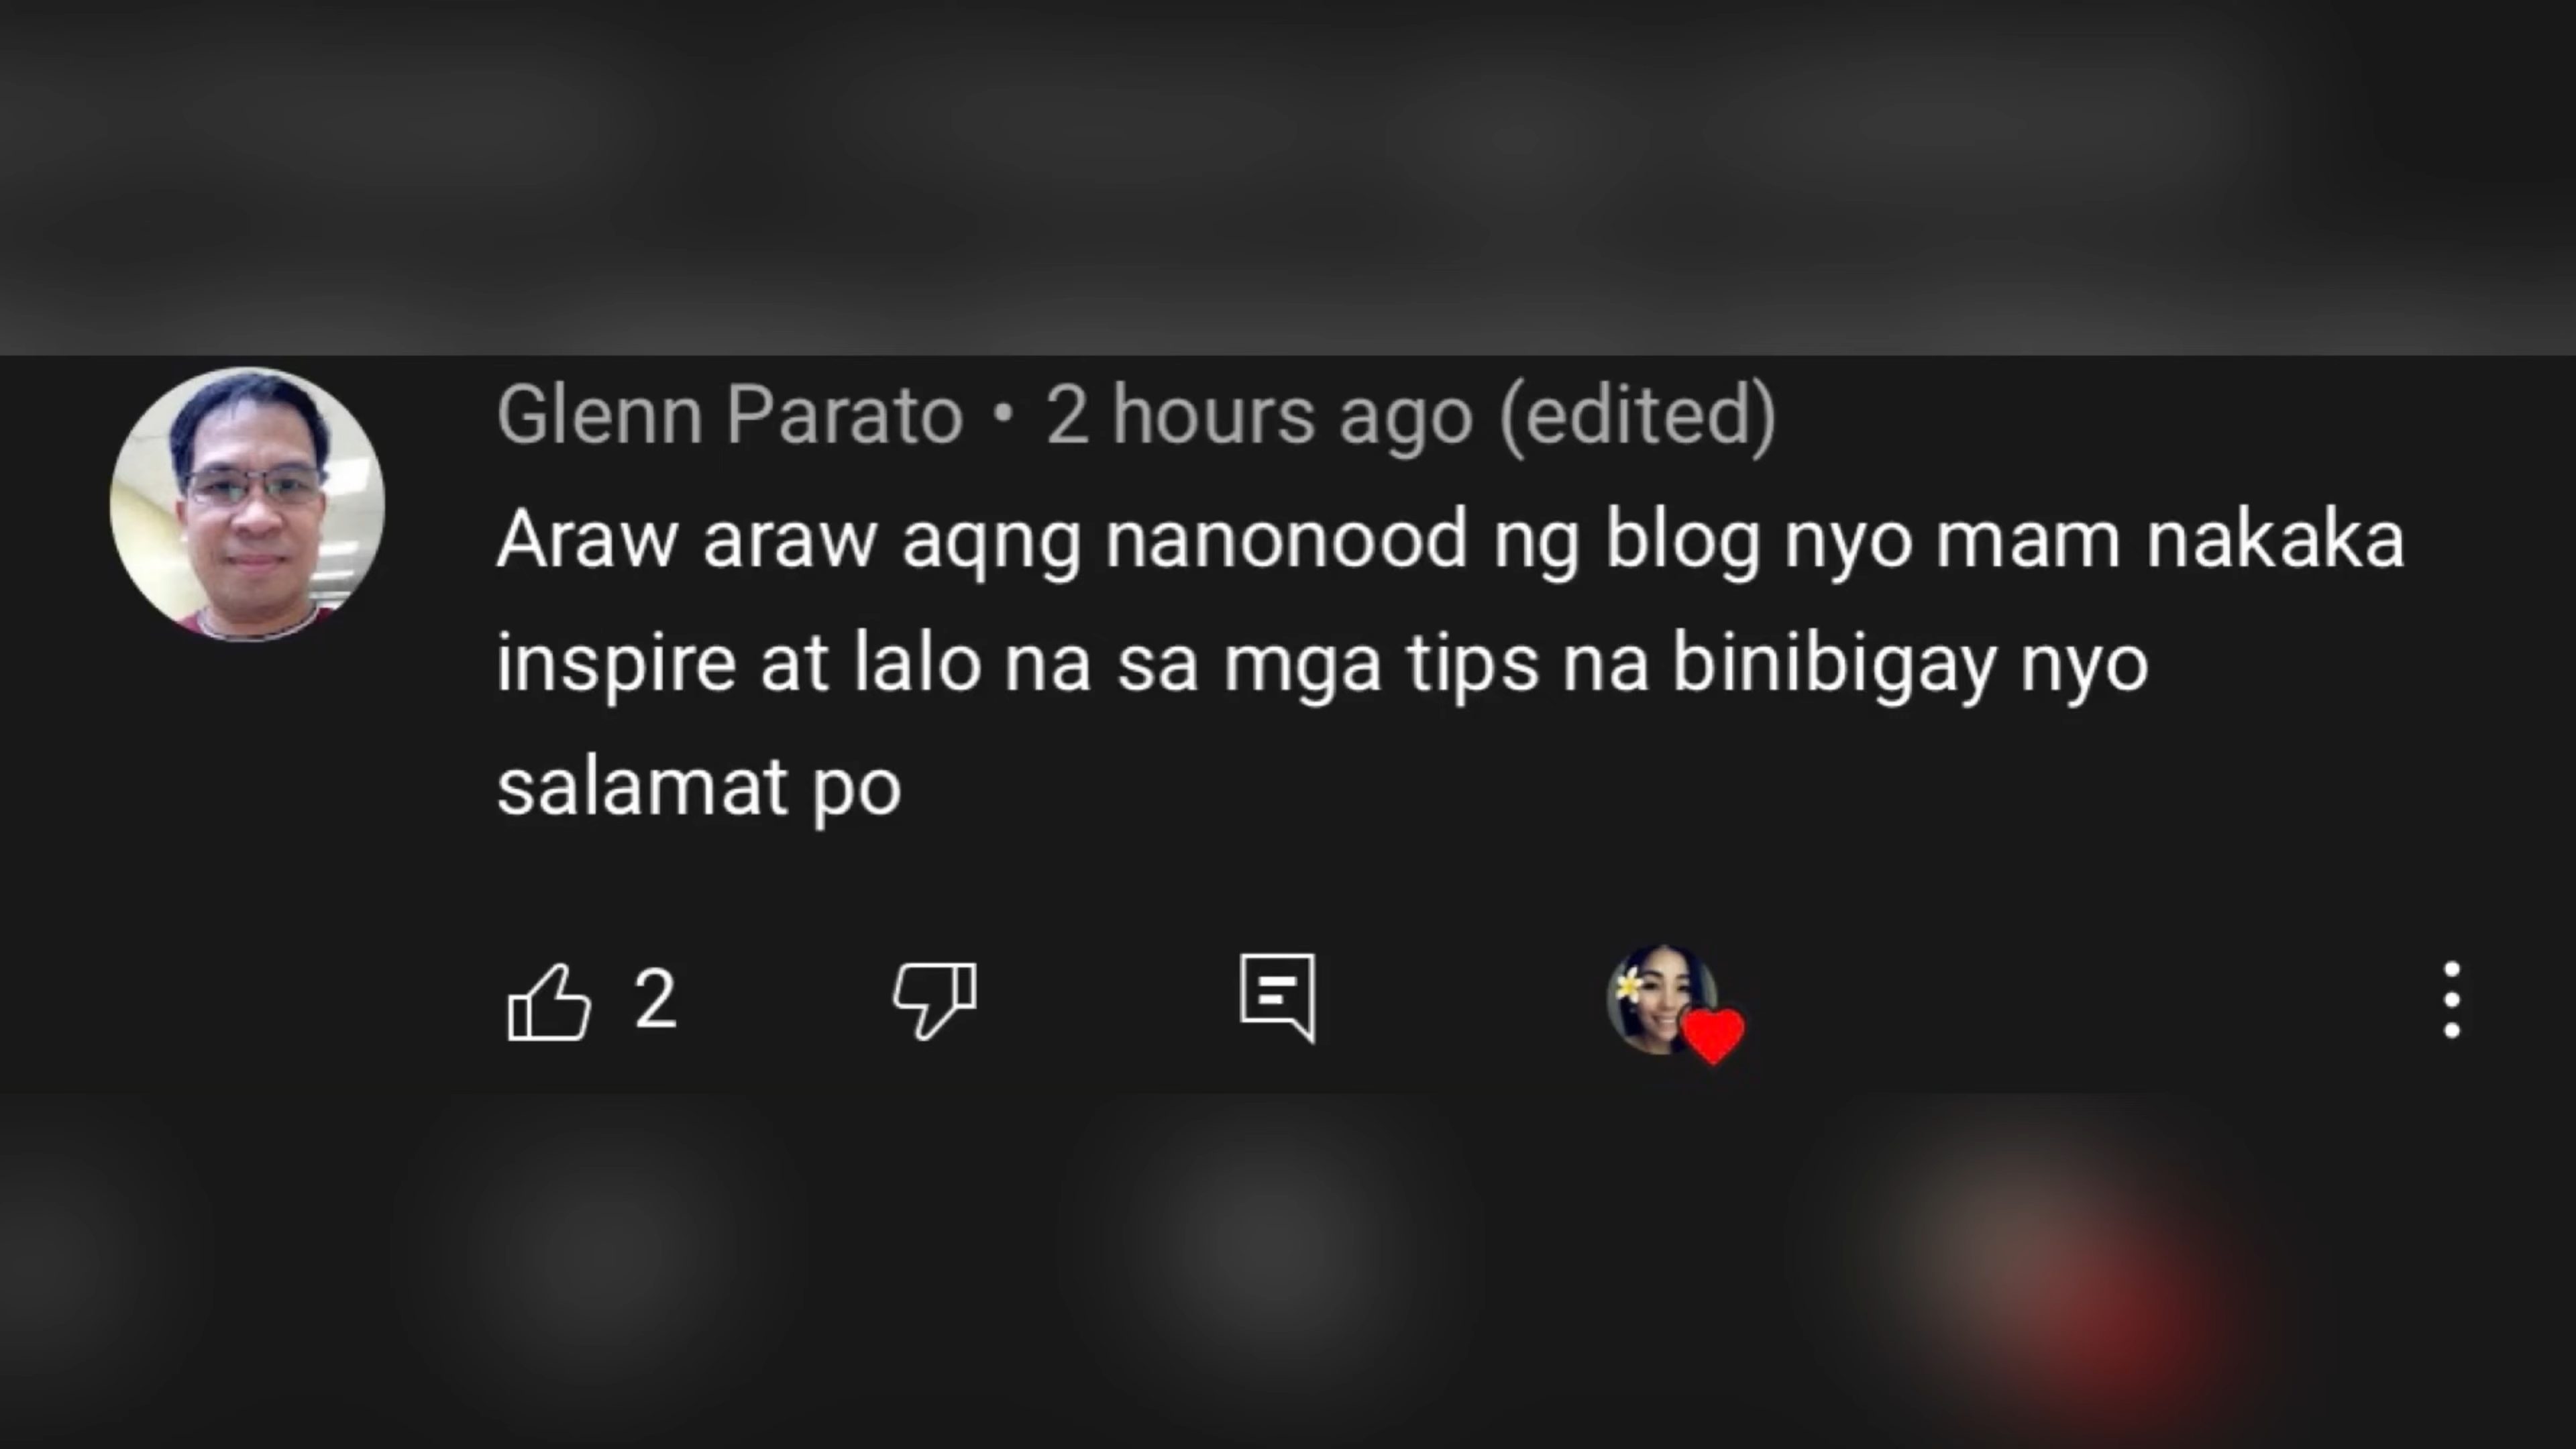 Glenn Parato • 2 hours ago (edited)
Araw araw aqng nanonood ng blog nyo mam nakaka
inspire at lalo na sa mga tips na binibigay nyo
salamat po
2